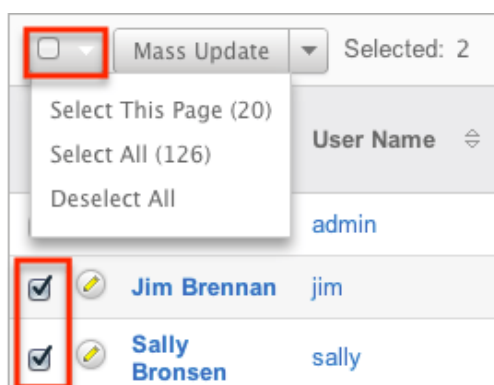 Mass Update Selected: 2
Select This Page (20)
Select All (126)
Deselect All
User Name
admin
Jim Brennan jim
Sally Bronsen sally